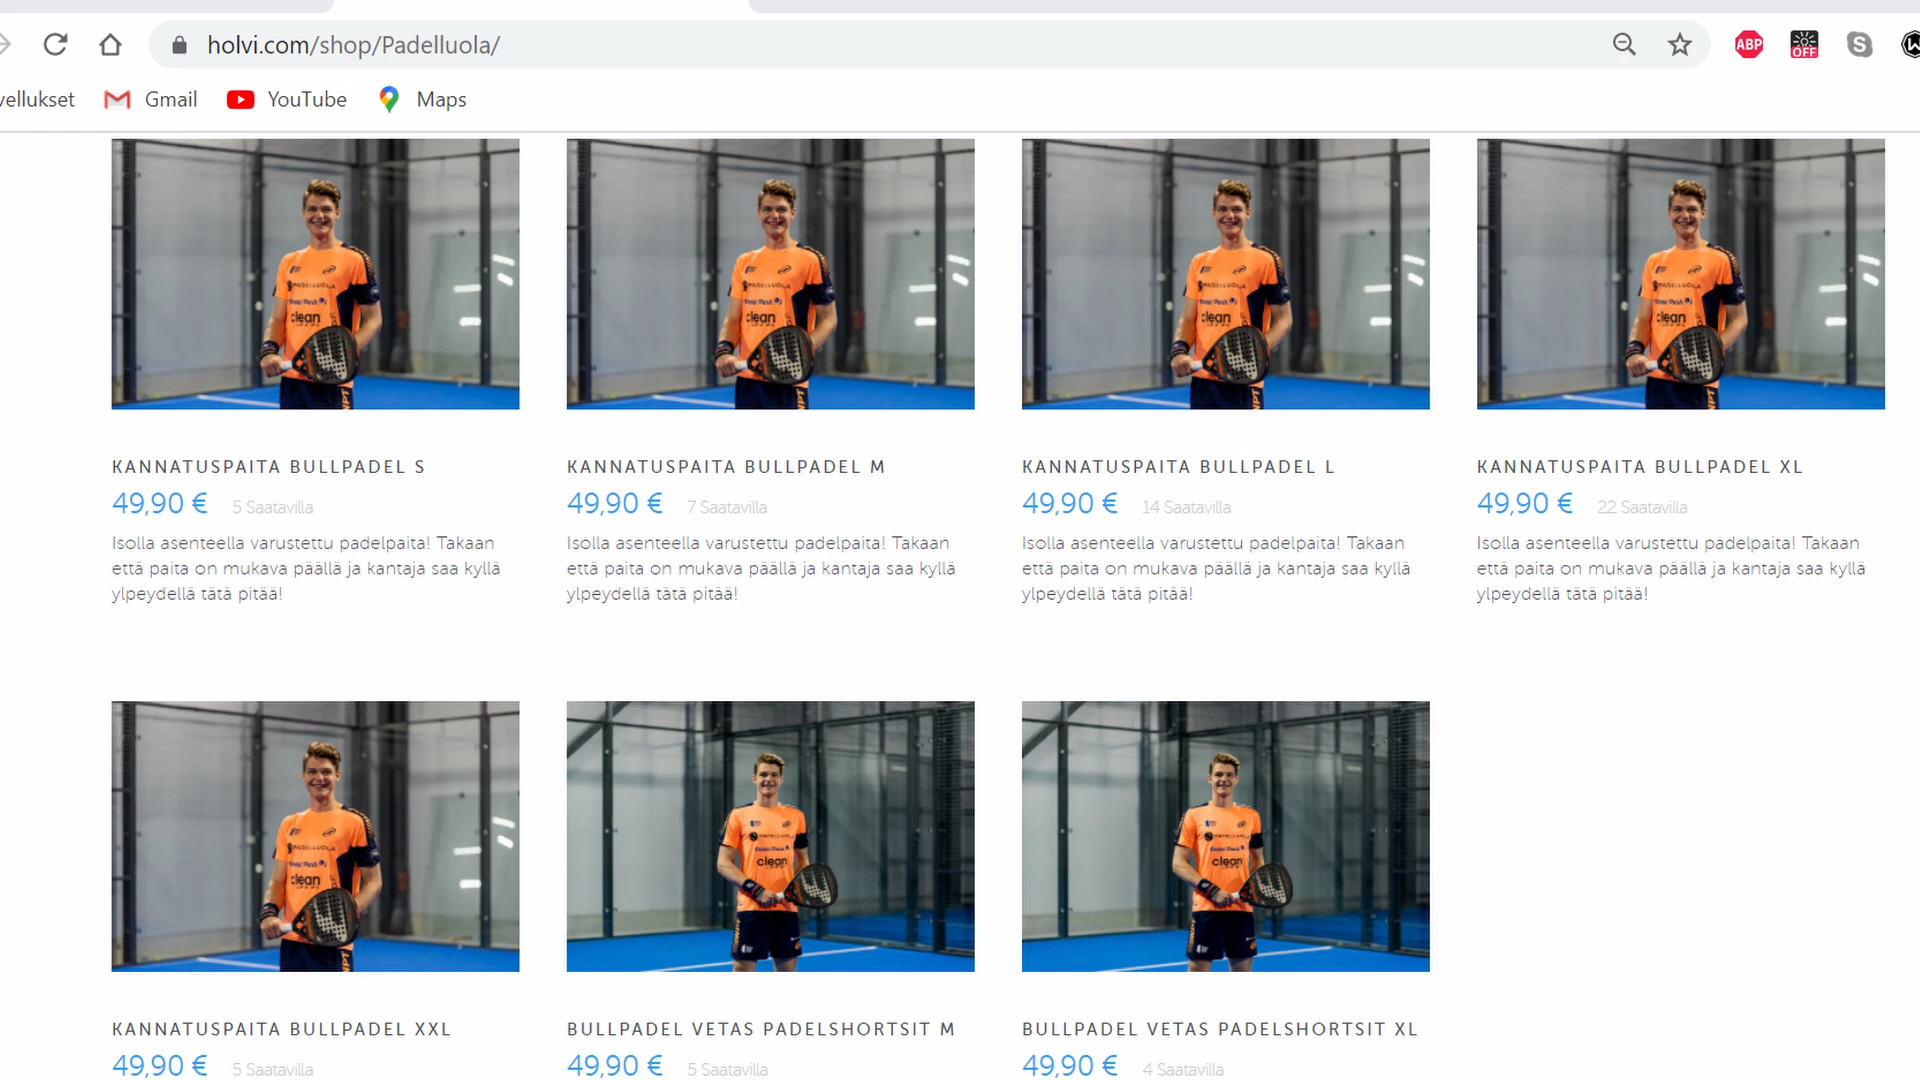 holvi.com/shop/Padelluola/
ABP
OFF
vellukset
Gmail
YouTube
Maps
KANNATUSPAITA BULLPADEL S
49,90 € 5 Saatavilla
Isolla asenteella varustettu padelpaita! Takaan
että paita on mukava päällä ja kantaja saa kyllä
ylpeydellä tätä pitää!
KANNATUSPAITA BULLPADEL M
49,90 € 7 Saatavilla
Isolla asenteella varustettu padelpaita! Takaan
että paita on mukava päällä ja kantaja saa kyllä
ylpeydellä tätä pitää!
KANNATUSPAITA BULLPADEL L
49,90 € 14 Saatavilla
Isolla asenteella varustettu padelpaita! Takaan
että paita on mukava päällä ja kantaja saa kyllä
ylpeydellä tätä pitää!
KANNATUSPAITA BULLPADEL XL
49,90 € 22 Saatavilla
Isolla asenteella varustettu padelpaita! Takaan
että paita on mukava päällä ja kantaja saa kyllä
ylpeydellä tätä pitää!
KANNATUSPAITA BULLPADEL XXL
49,90 € 5 Saatavilla
BULLPADEL VETAS PADELSHORTSIT M
49,90 € 5 Saatavilla
BULLPADEL VETAS PADELSHORTSIT XL
49,90 € 4 Saatavilla
PADELLUOLA
clean